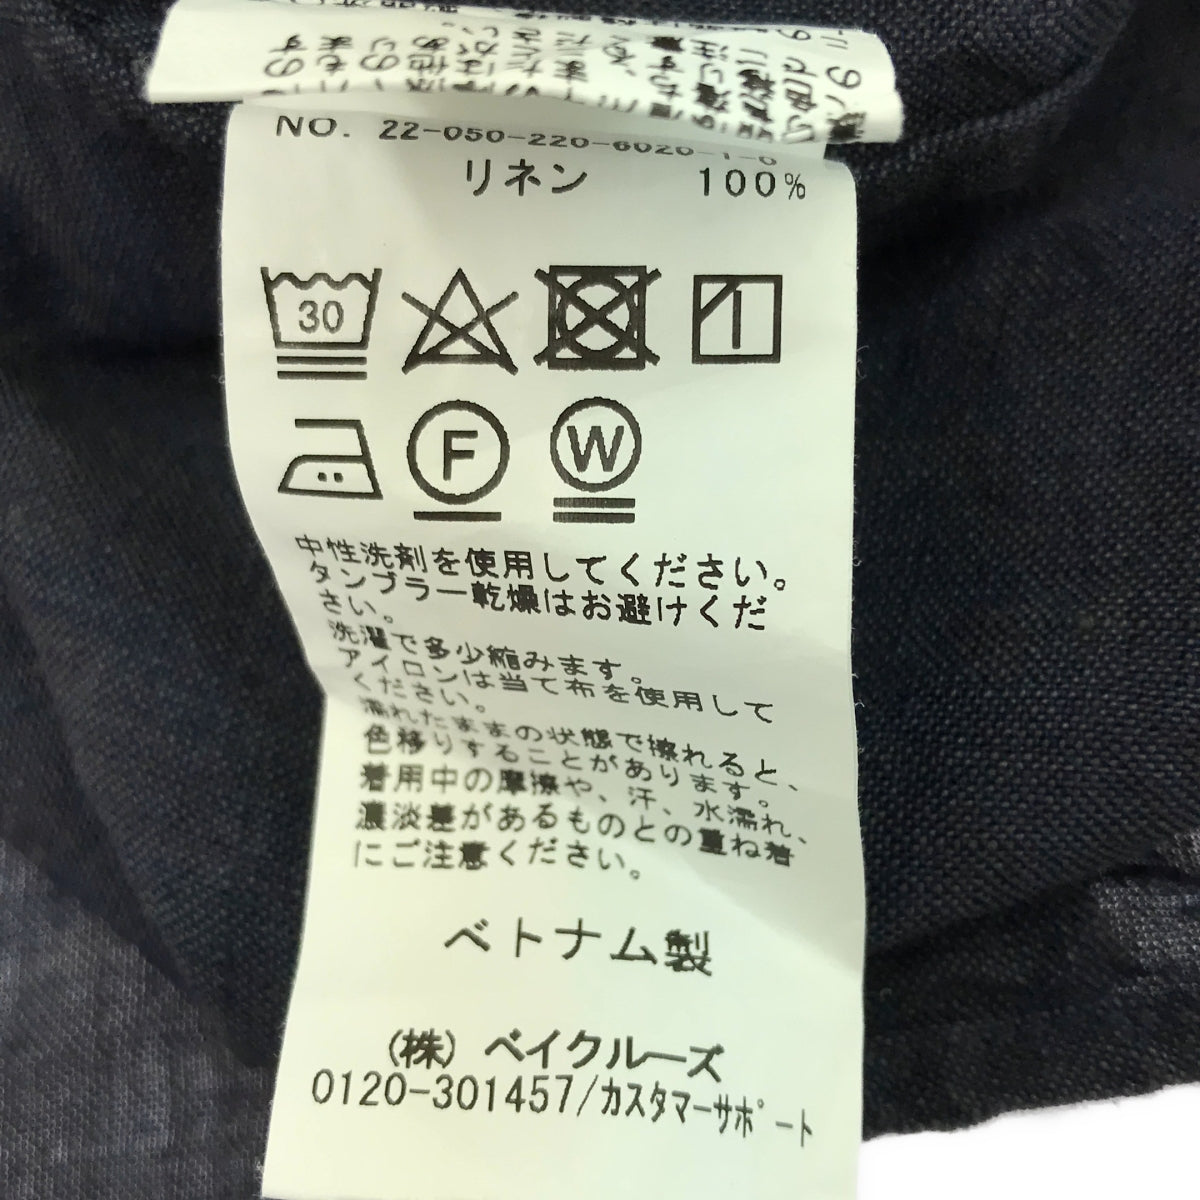 NO. 22-050-220-6020-1-0
リネン 100%
30
F W
中性洗剤を使用してください。
タンブラー乾燥はお避けくだ
さい。
洗濯で多少縮みます。
アイロンは当て布を使用して
ください。
濡れたままの状態で擦れると、
色移りすることがあります。
着用中の摩擦や、汗、水濡れ、
濃淡差があるものとの重ね着
にご注意ください。
ベトナム製
(株) ベイクルーズ
0120-301457/カスタマーサポート